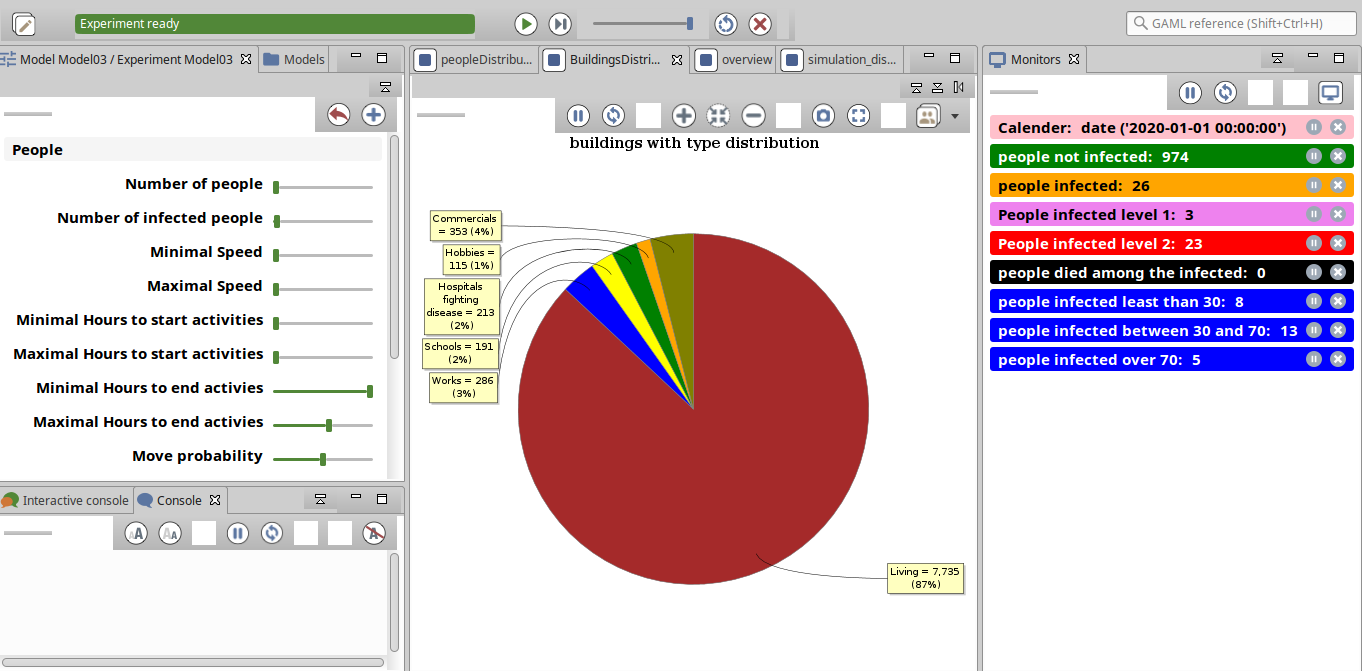 Experiment ready
GAML reference (Shift+Ctrl+H)
Model Model03 / Experiment Model03
Models
People
Number of people
Number of infected people
Minimal Speed
Maximal Speed
Minimal Hours to start activities
Maximal Hours to start activities
Minimal Hours to end activies
Maximal Hours to end activies
Move probability
Interactive console
Console
peopleDistribu...
BuildingsDistri...
overview
simulation_dis...
buildings with type distribution
Commercials
= 353 (4%)
Hobbies =
115 (1%)
Hospitals
fighting
disease = 213
(2%)
Schools = 191
(2%)
Works = 286
(3%)
Living = 7,735
(87%)
Monitors
Calender: date ('2020-01-01 00:00:00')
people not infected: 974
people infected: 26
People infected level 1: 3
People infected level 2: 23
people died among the infected: 0
people infected least than 30: 8
people infected between 30 and 70: 13
people infected over 70: 5